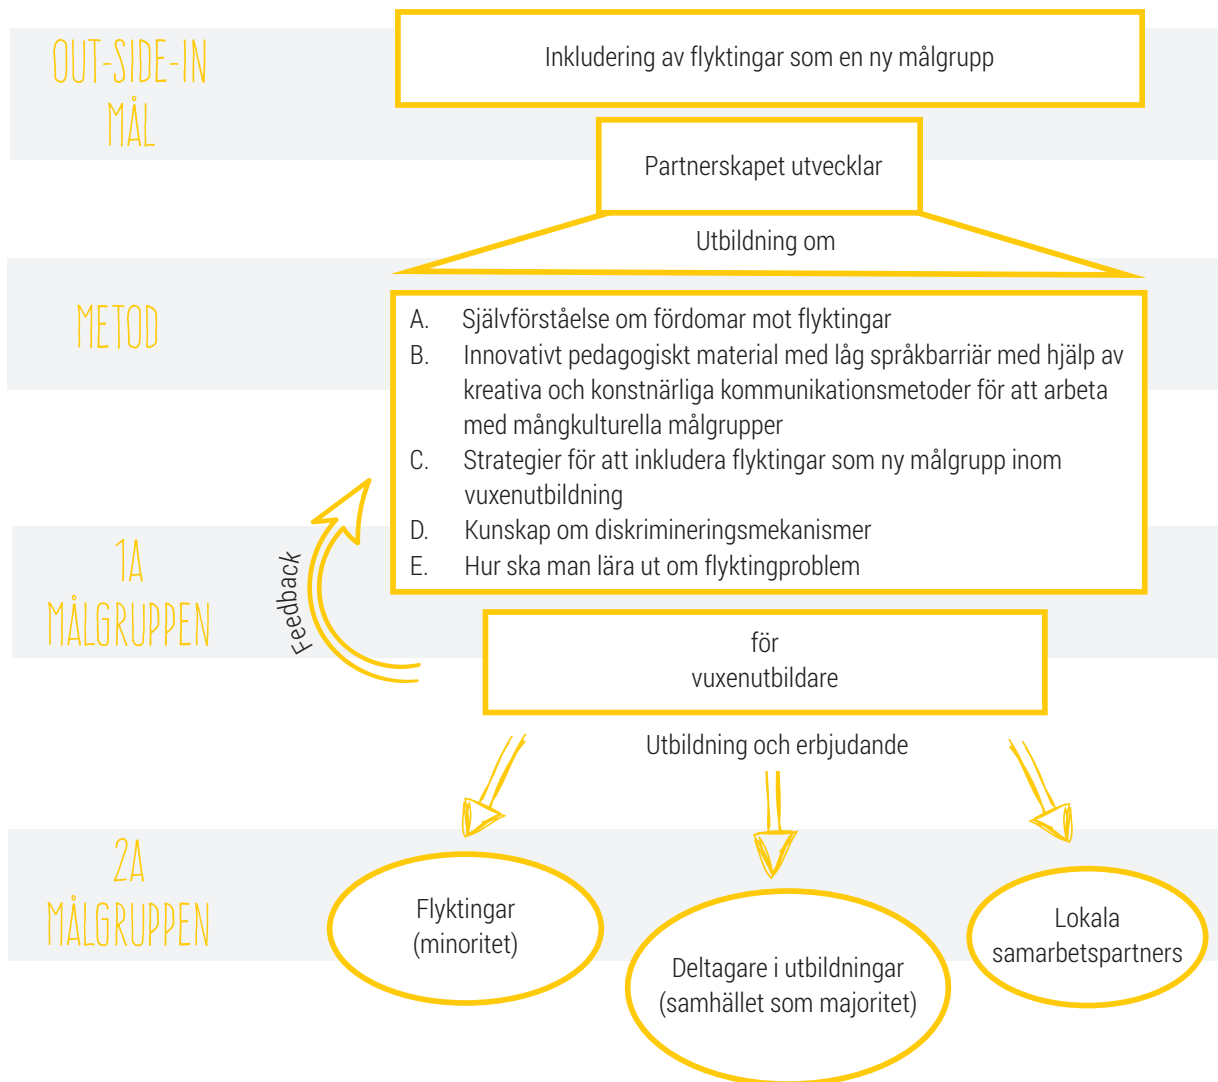 OUT-SIDE-IN
MÅL
Inkludering av flyktingar som en ny målgrupp
Partnerskapet utvecklar
Utbildning om
METOD
A. Självförståelse om fördomar mot flyktingar
B. Innovativt pedagogiskt material med låg språkbarriär med hjälp av
kreativa och konstnärliga kommunikationsmetoder för att arbeta
med mångkulturella målgrupper
C. Strategier för att inkludera flyktingar som ny målgrupp inom
vuxenutbildning
D. Kunskap om diskrimineringsmekanismer
E. Hur ska man lära ut om flyktingproblem
Feedback
1A
MÅLGRUPPEN
för
vuxenutbildare
Utbildning och erbjudande
2A
MÅLGRUPPEN
Flyktingar
(minoritet)
Deltagare i utbildningar
(samhället som majoritet)
Lokala
samarbetspartners